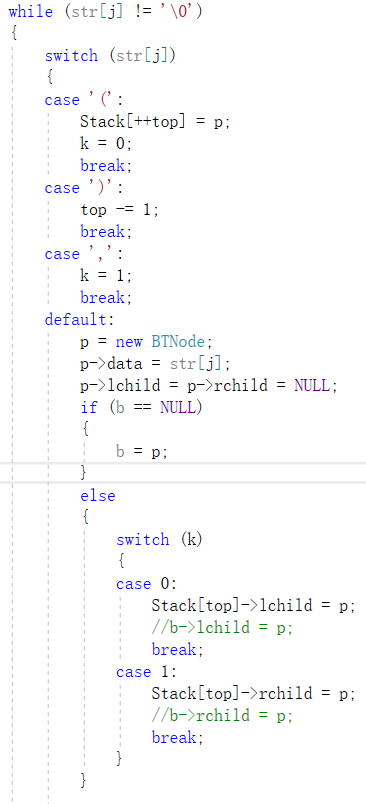 while (str[j] != '\0')
{
    switch (str[j])
    {
    case '(':
        Stack[++top] = p;
        k = 0;
        break;
    case ')':
        top -= 1;
        break;
    case ',':
        k = 1;
        break;
    default:
        p = new BTNode;
        p->data = str[j];
        p->lchild = p->rchild = NULL;
        if (b == NULL)
        {
            b = p;
        }
        else
        {
            switch (k)
            {
            case 0:
                Stack[top]->lchild = p;
                //b->lchild = p;
                break;
            case 1:
                Stack[top]->rchild = p;
                //b->rchild = p;
                break;
            }
        }